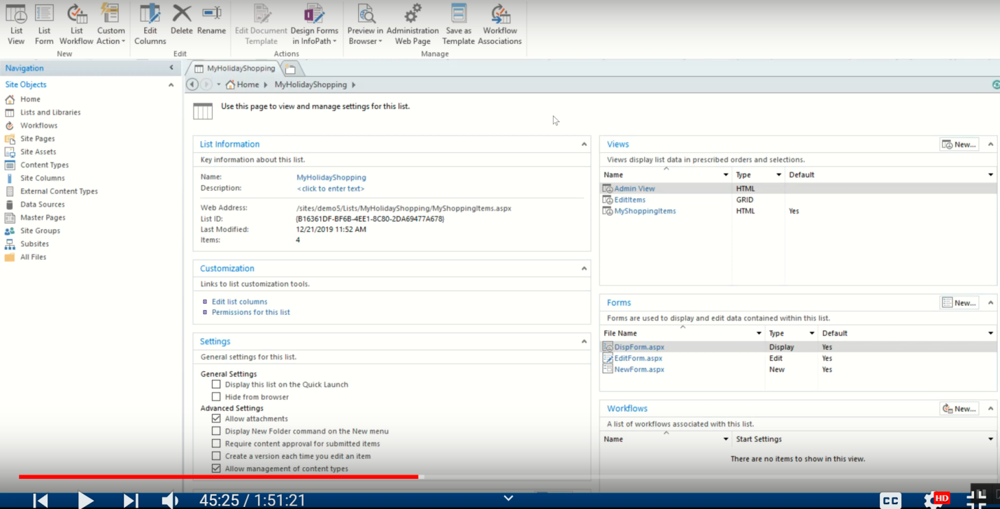 List View
List Form
List Workflow
Custom Action
New
Edit Columns
Delete
Rename
Edit
Edit Document Template
Design Forms in InfoPath
Actions
Preview in Browser
Administration Web Page
Save as Template
Workflow Associations
Manage
Navigation
Site Objects
Home
Lists and Libraries
Workflows
Site Pages
Site Assets
Content Types
Site Columns
External Content Types
Data Sources
Master Pages
Site Groups
Subsites
All Files
MyHolidayShopping
Home MyHolidayShopping
Use this page to view and manage settings for this list.
List Information
Key information about this list.
Name: MyHolidayShopping
Description: <click to enter text>
Web Address: /sites/demo5/Lists/MyHolidayShopping/MyShoppingItems.aspx
List ID: {B16361DF-BF6B-4EE1-8C80-2DA69477A678}
Last Modified: 12/21/2019 11:52 AM
Items: 4
Customization
Links to list customization tools.
Edit list columns
Permissions for this list
Settings
General settings for this list.
General Settings
Display this list on the Quick Launch
Hide from browser
Advanced Settings
Allow attachments
Display New Folder command on the New menu
Require content approval for submitted items
Create a version each time you edit an item
Allow management of content types
Views New...
Views display list data in prescribed orders and selections.
Name Type Default
Admin View HTML
EditItems GRID
MyShoppingItems HTML Yes
Forms New...
Forms are used to display and edit data contained within this list.
File Name Type Default
DispForm.aspx Display Yes
EditForm.aspx Edit Yes
NewForm.aspx New Yes
Workflows New...
A list of workflows associated with this list.
Name Start Settings
There are no items to show in this view.
45:25 / 1:51:21
CC
HD